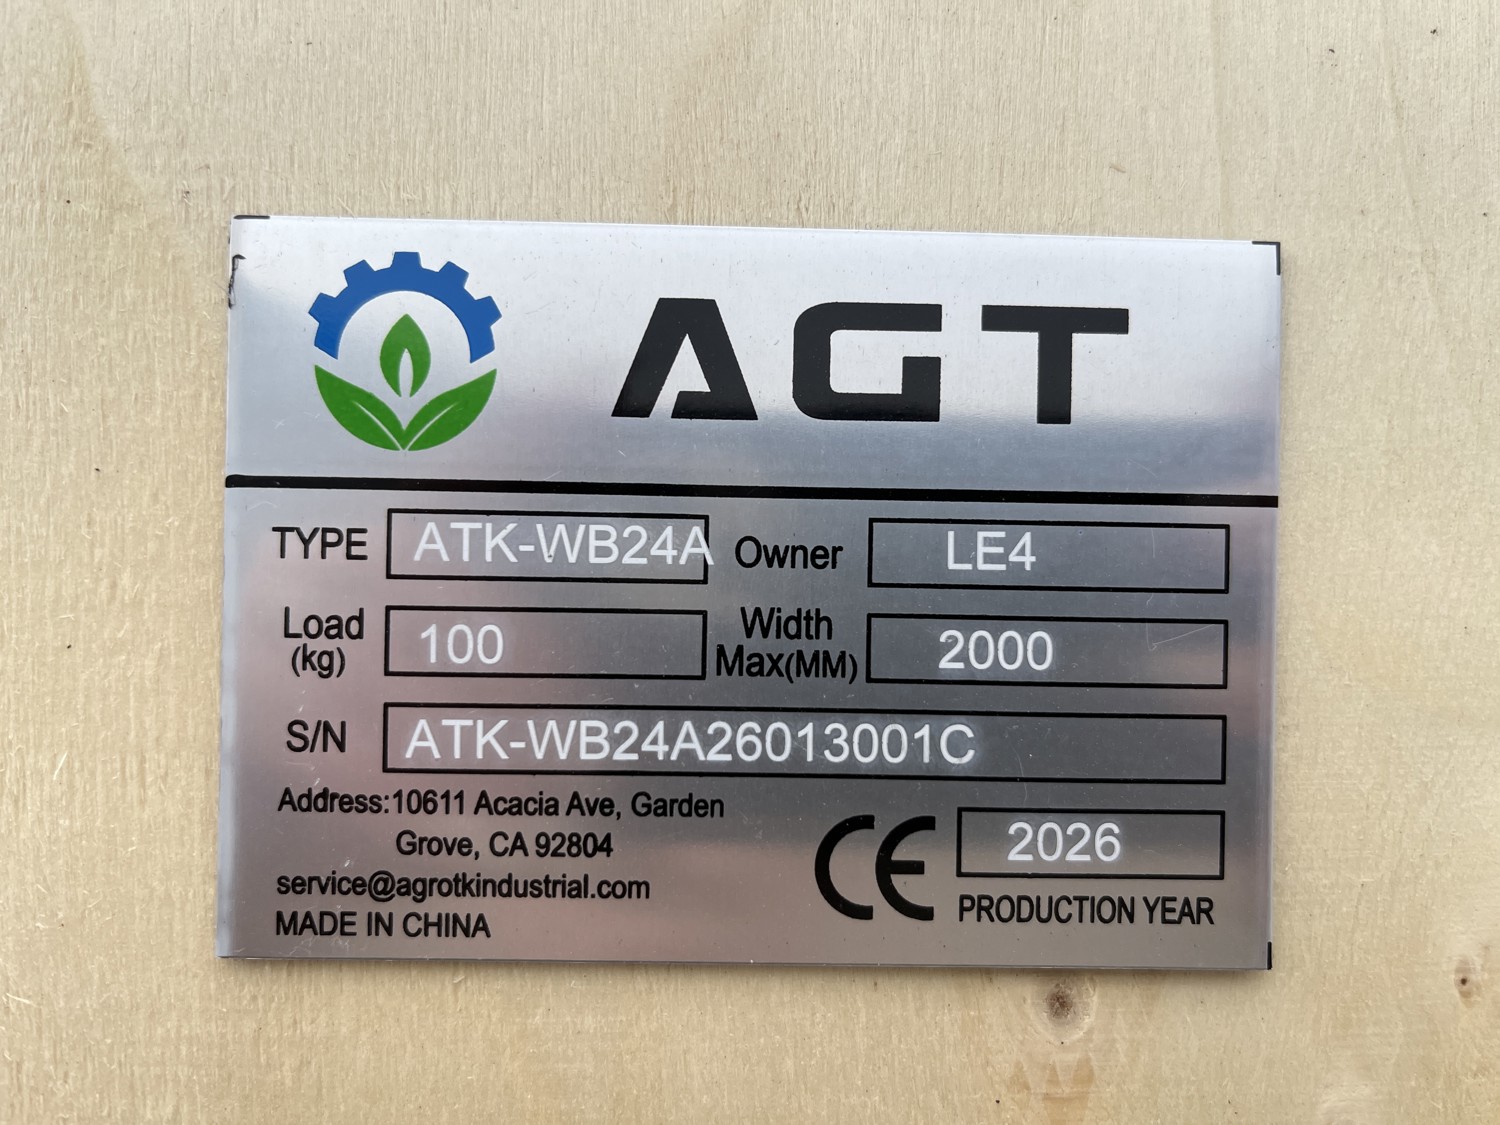 AGT
TYPE ATK-WB24A Owner LE4
Load (kg) 100 Width Max(MM) 2000
S/N ATK-WB24A26013001C
Address:10611 Acacia Ave, Garden
Grove, CA 92804
service@agrotkindustrial.com
MADE IN CHINA
CE 2026
PRODUCTION YEAR